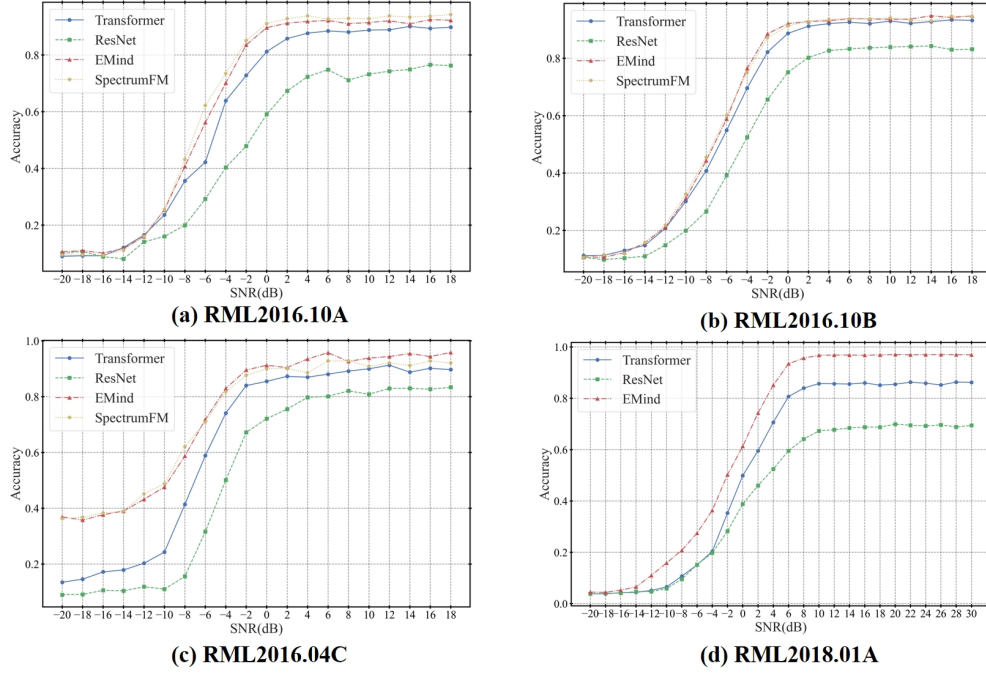 Transformer
ResNet
EMind
SpectrumFM
Accuracy
0.8
0.6
0.4
0.2
−20 −18 −16 −14 −12 −10 −8 −6 −4 −2 0 2 4 6 8 10 12 14 16 18
SNR(dB)
(a) RML2016.10A
Transformer
ResNet
EMind
SpectrumFM
Accuracy
0.8
0.6
0.4
0.2
−20 −18 −16 −14 −12 −10 −8 −6 −4 −2 0 2 4 6 8 10 12 14 16 18
SNR(dB)
(b) RML2016.10B
Transformer
ResNet
EMind
SpectrumFM
Accuracy
1.0
0.8
0.6
0.4
0.2
−20 −18 −16 −14 −12 −10 −8 −6 −4 −2 0 2 4 6 8 10 12 14 16 18
SNR(dB)
(c) RML2016.04C
Transformer
ResNet
EMind
Accuracy
1.0
0.8
0.6
0.4
0.2
0.0
−20 −18 −16 −14 −12 −10 −8 −6 −4 −2 0 2 4 6 8 10 12 14 16 18 20 22 24 26 28 30
SNR(dB)
(d) RML2018.01A